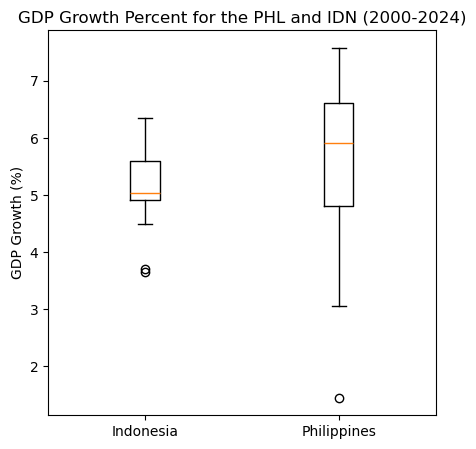 GDP Growth Percent for the PHL and IDN (2000-2024)
GDP Growth (%)
7
6
5
4
3
2
Indonesia
Philippines